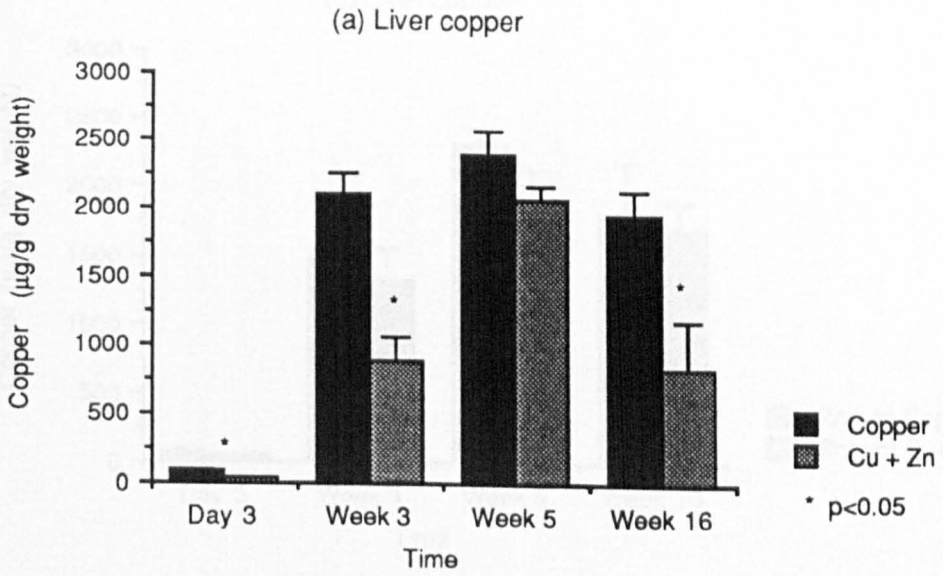 (a) Liver copper
Copper (µg/g dry weight)
3000
2500
2000
1500
1000
500
0
*
*
*
Day 3
Week 3
Week 5
Week 16
Time
Copper
Cu + Zn
* p<0.05